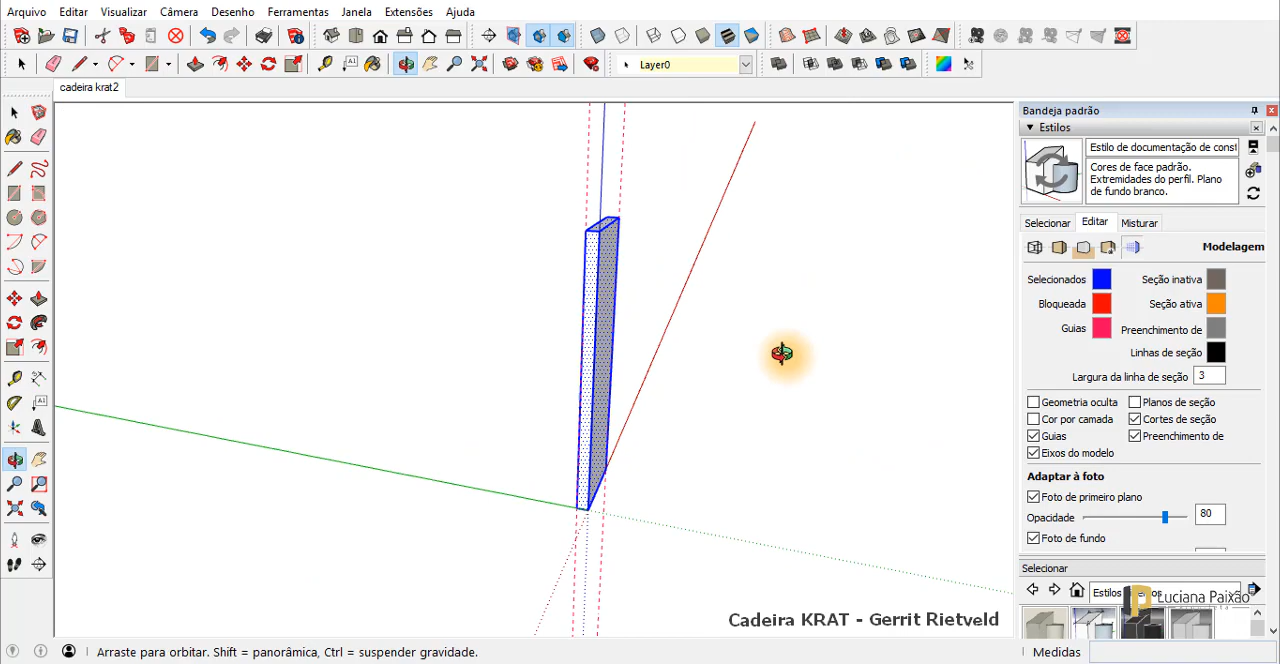 Arquivo Editar Visualizar Câmera Desenho Ferramentas Janela Extensões Ajuda
Layer0
cadeira krat2
Bandeja padrão
Estilos
Estilo de documentação de const
Cores de face padrão.
Extremidades do perfil. Plano
de fundo branco.
Selecionar Editar Misturar
Modelagem
Selecionados Seção inativa
Bloqueada Seção ativa
Guias Preenchimento de
Linhas de seção
Largura da linha de seção 3
Geometria oculta Planos de seção
Cor por camada Cortes de seção
Guias Preenchimento de
Eixos do modelo
Adaptar à foto
Foto de primeiro plano
Opacidade 80
Foto de fundo
Selecionar
Luciana Paixão
Cadeira KRAT - Gerrit Rietveld
Arraste para orbitar. Shift = panorâmica, Ctrl = suspender gravidade.
Medidas